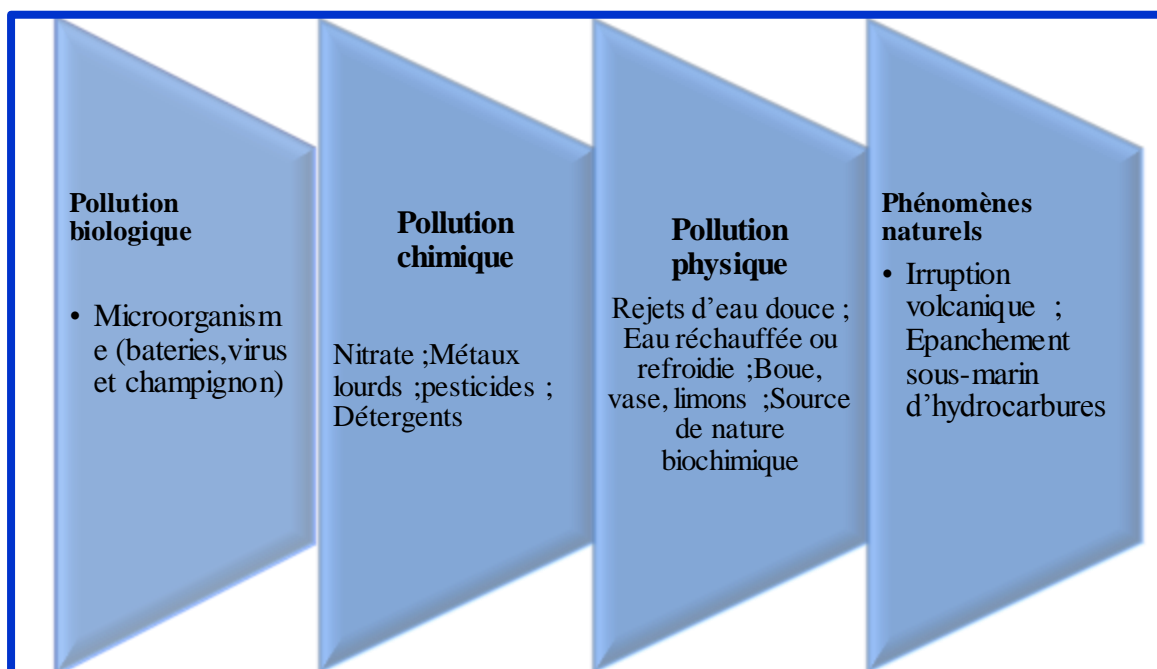 Pollution
biologique
• Microorganism
e (bateries,virus
et champignon)
Pollution
chimique
Nitrate ;Métaux
lourds ;pesticides ;
Détergents
Pollution
physique
Rejets d’eau douce ;
Eau réchauffée ou
refroidie ;Boue,
vase, limons ;Source
de nature
biochimique
Phénomènes
naturels
• Irruption
volcanique ;
Epanchement
sous-marin
d’hydrocarbures